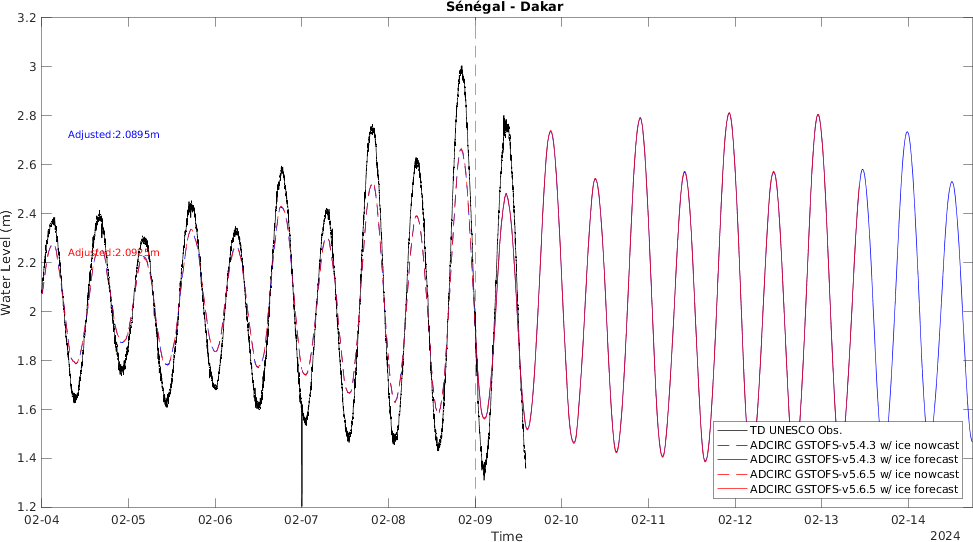 Sénégal - Dakar
3.2
3
2.8
2.6
2.4
2.2
2
1.8
1.6
1.4
1.2
Water Level (m)
Adjusted:2.0895m
TD UNESCO Obs.
ADCIRC GSTOFS-v5.4.3 w/ ice nowcast
ADCIRC GSTOFS-v5.4.3 w/ ice forecast
ADCIRC GSTOFS-v5.6.5 w/ ice nowcast
ADCIRC GSTOFS-v5.6.5 w/ ice forecast
02-04 02-05 02-06 02-07 02-08 02-09 02-10 02-11 02-12 02-13 02-14
Time
2024